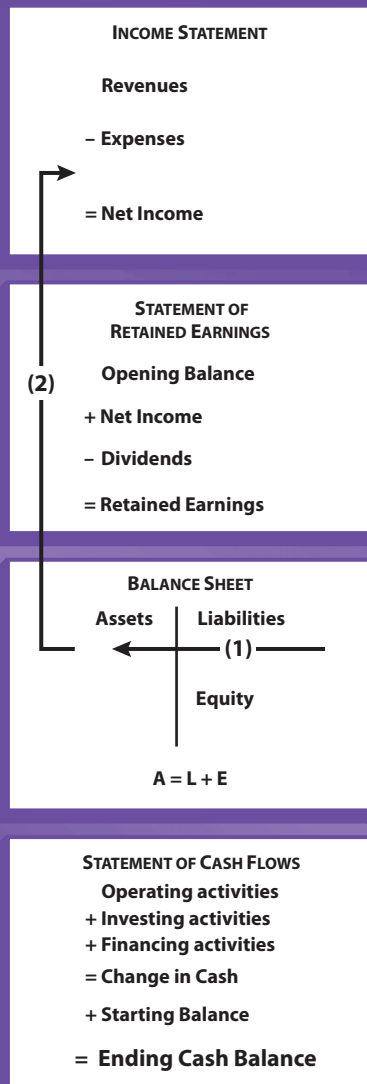 INCOME STATEMENT
Revenues
– Expenses
= Net Income
STATEMENT OF
RETAINED EARNINGS
Opening Balance
(2)
+ Net Income
– Dividends
= Retained Earnings
BALANCE SHEET
Assets Liabilities
(1)
Equity
A = L + E
STATEMENT OF CASH FLOWS
Operating activities
+ Investing activities
+ Financing activities
= Change in Cash
+ Starting Balance
= Ending Cash Balance